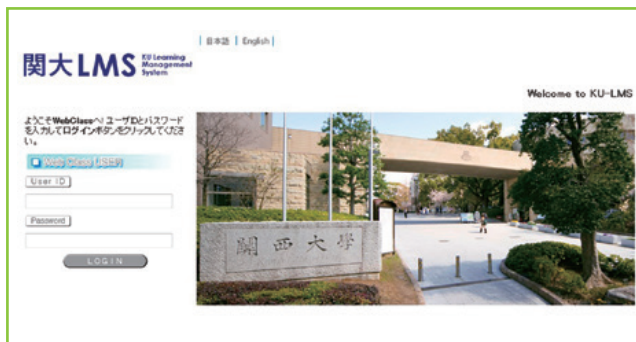 | 日本語 | English |
関大LMS KU Learning Management System
Welcome to KU-LMS
ようこそWebClassへ! ユーザIDとパスワード
を入力してログインボタンをクリックしてくださ
い。
User ID
Password
LOGIN
関西大学